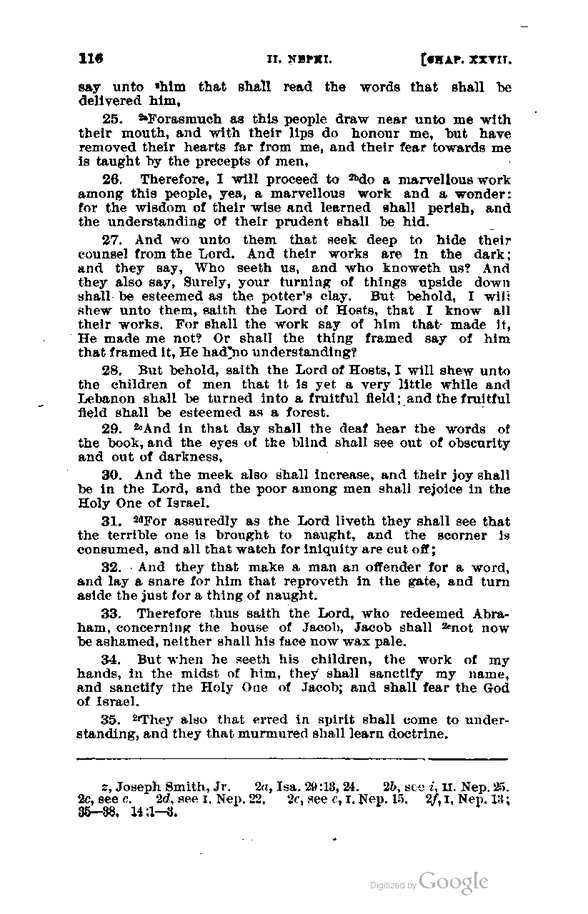 116 II. NEPHI. [CHAP. XXVII.
say unto ᶻhim that shall read the words that shall be
delivered him,
25. ²ᵃForasmuch as this people draw near unto me with
their mouth, and with their lips do honour me, but have
removed their hearts far from me, and their fear towards me
is taught by the precepts of men,
26. Therefore, I will proceed to ²ᵇdo a marvellous work
among this people, yea, a marvellous work and a wonder:
for the wisdom of their wise and learned shall perish, and
the understanding of their prudent shall be hid.
27. And wo unto them that seek deep to hide their
counsel from the Lord. And their works are in the dark;
and they say, Who seeth us, and who knoweth us? And
they also say, Surely, your turning of things upside down
shall be esteemed as the potter's clay. But behold, I will
shew unto them, saith the Lord of Hosts, that I know all
their works. For shall the work say of him that made it,
He made me not? Or shall the thing framed say of him
that framed it, He had no understanding?
28. But behold, saith the Lord of Hosts, I will shew unto
the children of men that it is yet a very little while and
Lebanon shall be turned into a fruitful field; and the fruitful
field shall be esteemed as a forest.
29. ²ᶜAnd in that day shall the deaf hear the words of
the book, and the eyes of the blind shall see out of obscurity
and out of darkness,
30. And the meek also shall increase, and their joy shall
be in the Lord, and the poor among men shall rejoice in the
Holy One of Israel.
31. ²ᵈFor assuredly as the Lord liveth they shall see that
the terrible one is brought to naught, and the scorner is
consumed, and all that watch for iniquity are cut off;
32. And they that make a man an offender for a word,
and lay a snare for him that reproveth in the gate, and turn
aside the just for a thing of naught.
33. Therefore thus saith the Lord, who redeemed Abra-
ham, concerning the house of Jacob, Jacob shall ²ᵉnot now
be ashamed, neither shall his face now wax pale.
34. But when he seeth his children, the work of my
hands, in the midst of him, they shall sanctify my name,
and sanctify the Holy One of Jacob; and shall fear the God
of Israel.
35. ²ᶠThey also that erred in spirit shall come to under-
standing, and they that murmured shall learn doctrine.
z, Joseph Smith, Jr. 2a, Isa. 29:13, 24. 2b, see i, II. Nep. 25.
2c, see c. 2d, see I. Nep. 22. 2e, see c, I. Nep. 15. 2f, I. Nep. 13;
35—38. 14:1—3.
Digitized by Google